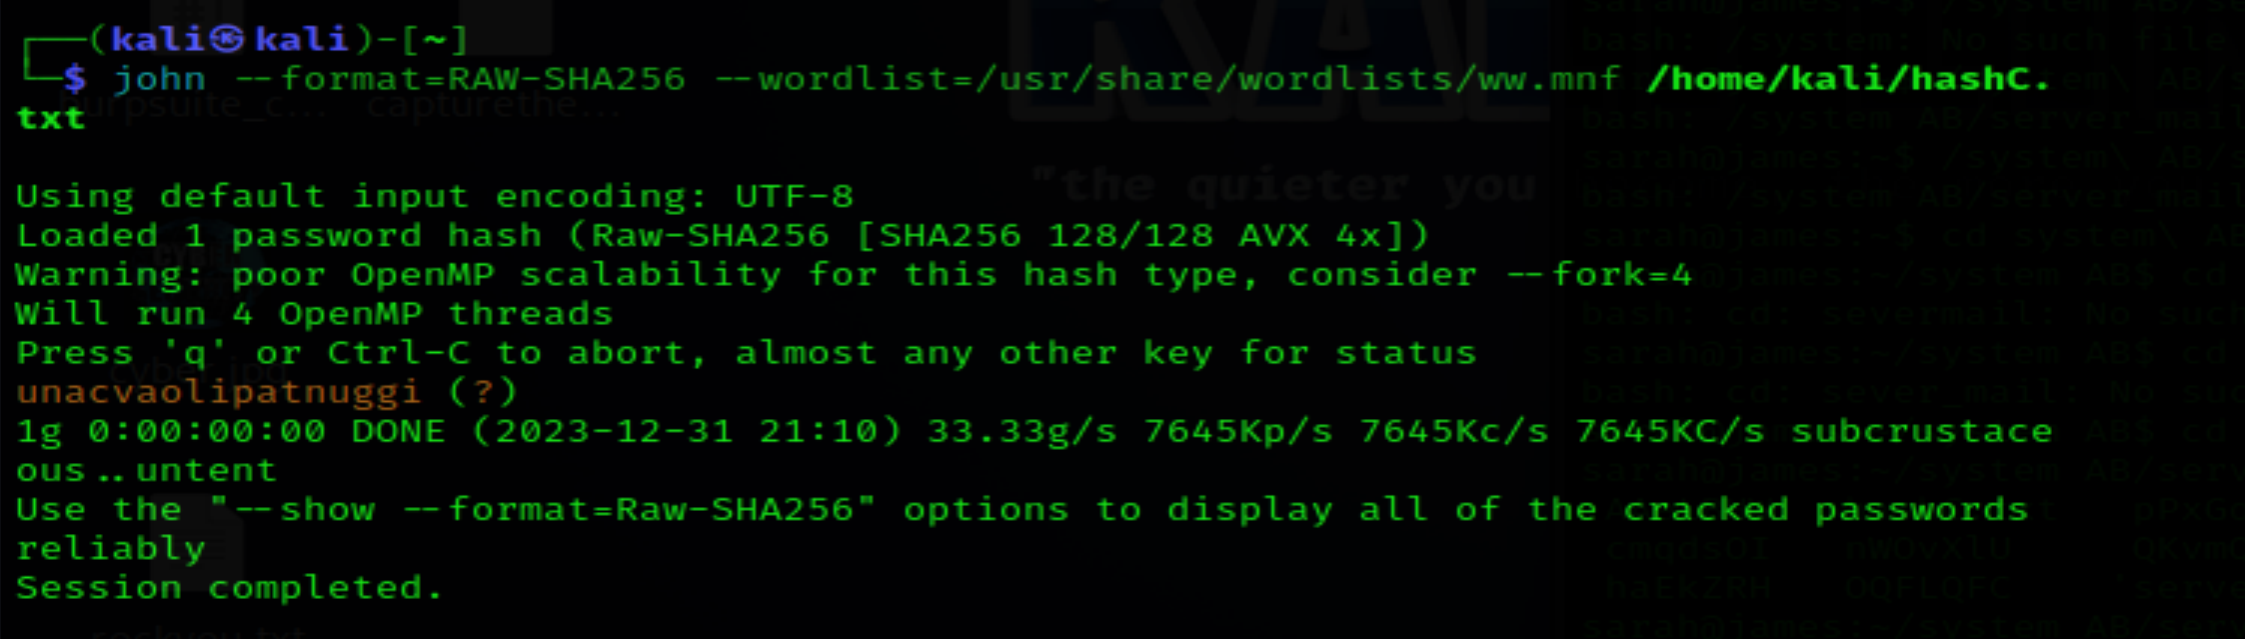 (kali㉿kali)-[~]
$ john --format=RAW-SHA256 --wordlist=/usr/share/wordlists/ww.mnf /home/kali/hashC.
txt
Using default input encoding: UTF-8
Loaded 1 password hash (Raw-SHA256 [SHA256 128/128 AVX 4x])
Warning: poor OpenMP scalability for this hash type, consider --fork=4
Will run 4 OpenMP threads
Press 'q' or Ctrl-C to abort, almost any other key for status
unacvaolipatnuggi (?)
1g 0:00:00:00 DONE (2023-12-31 21:10) 33.33g/s 7645Kp/s 7645Kc/s 7645KC/s subcrustace
ous..untent
Use the "--show --format=Raw-SHA256" options to display all of the cracked passwords
reliably
Session completed.
"the quieter you